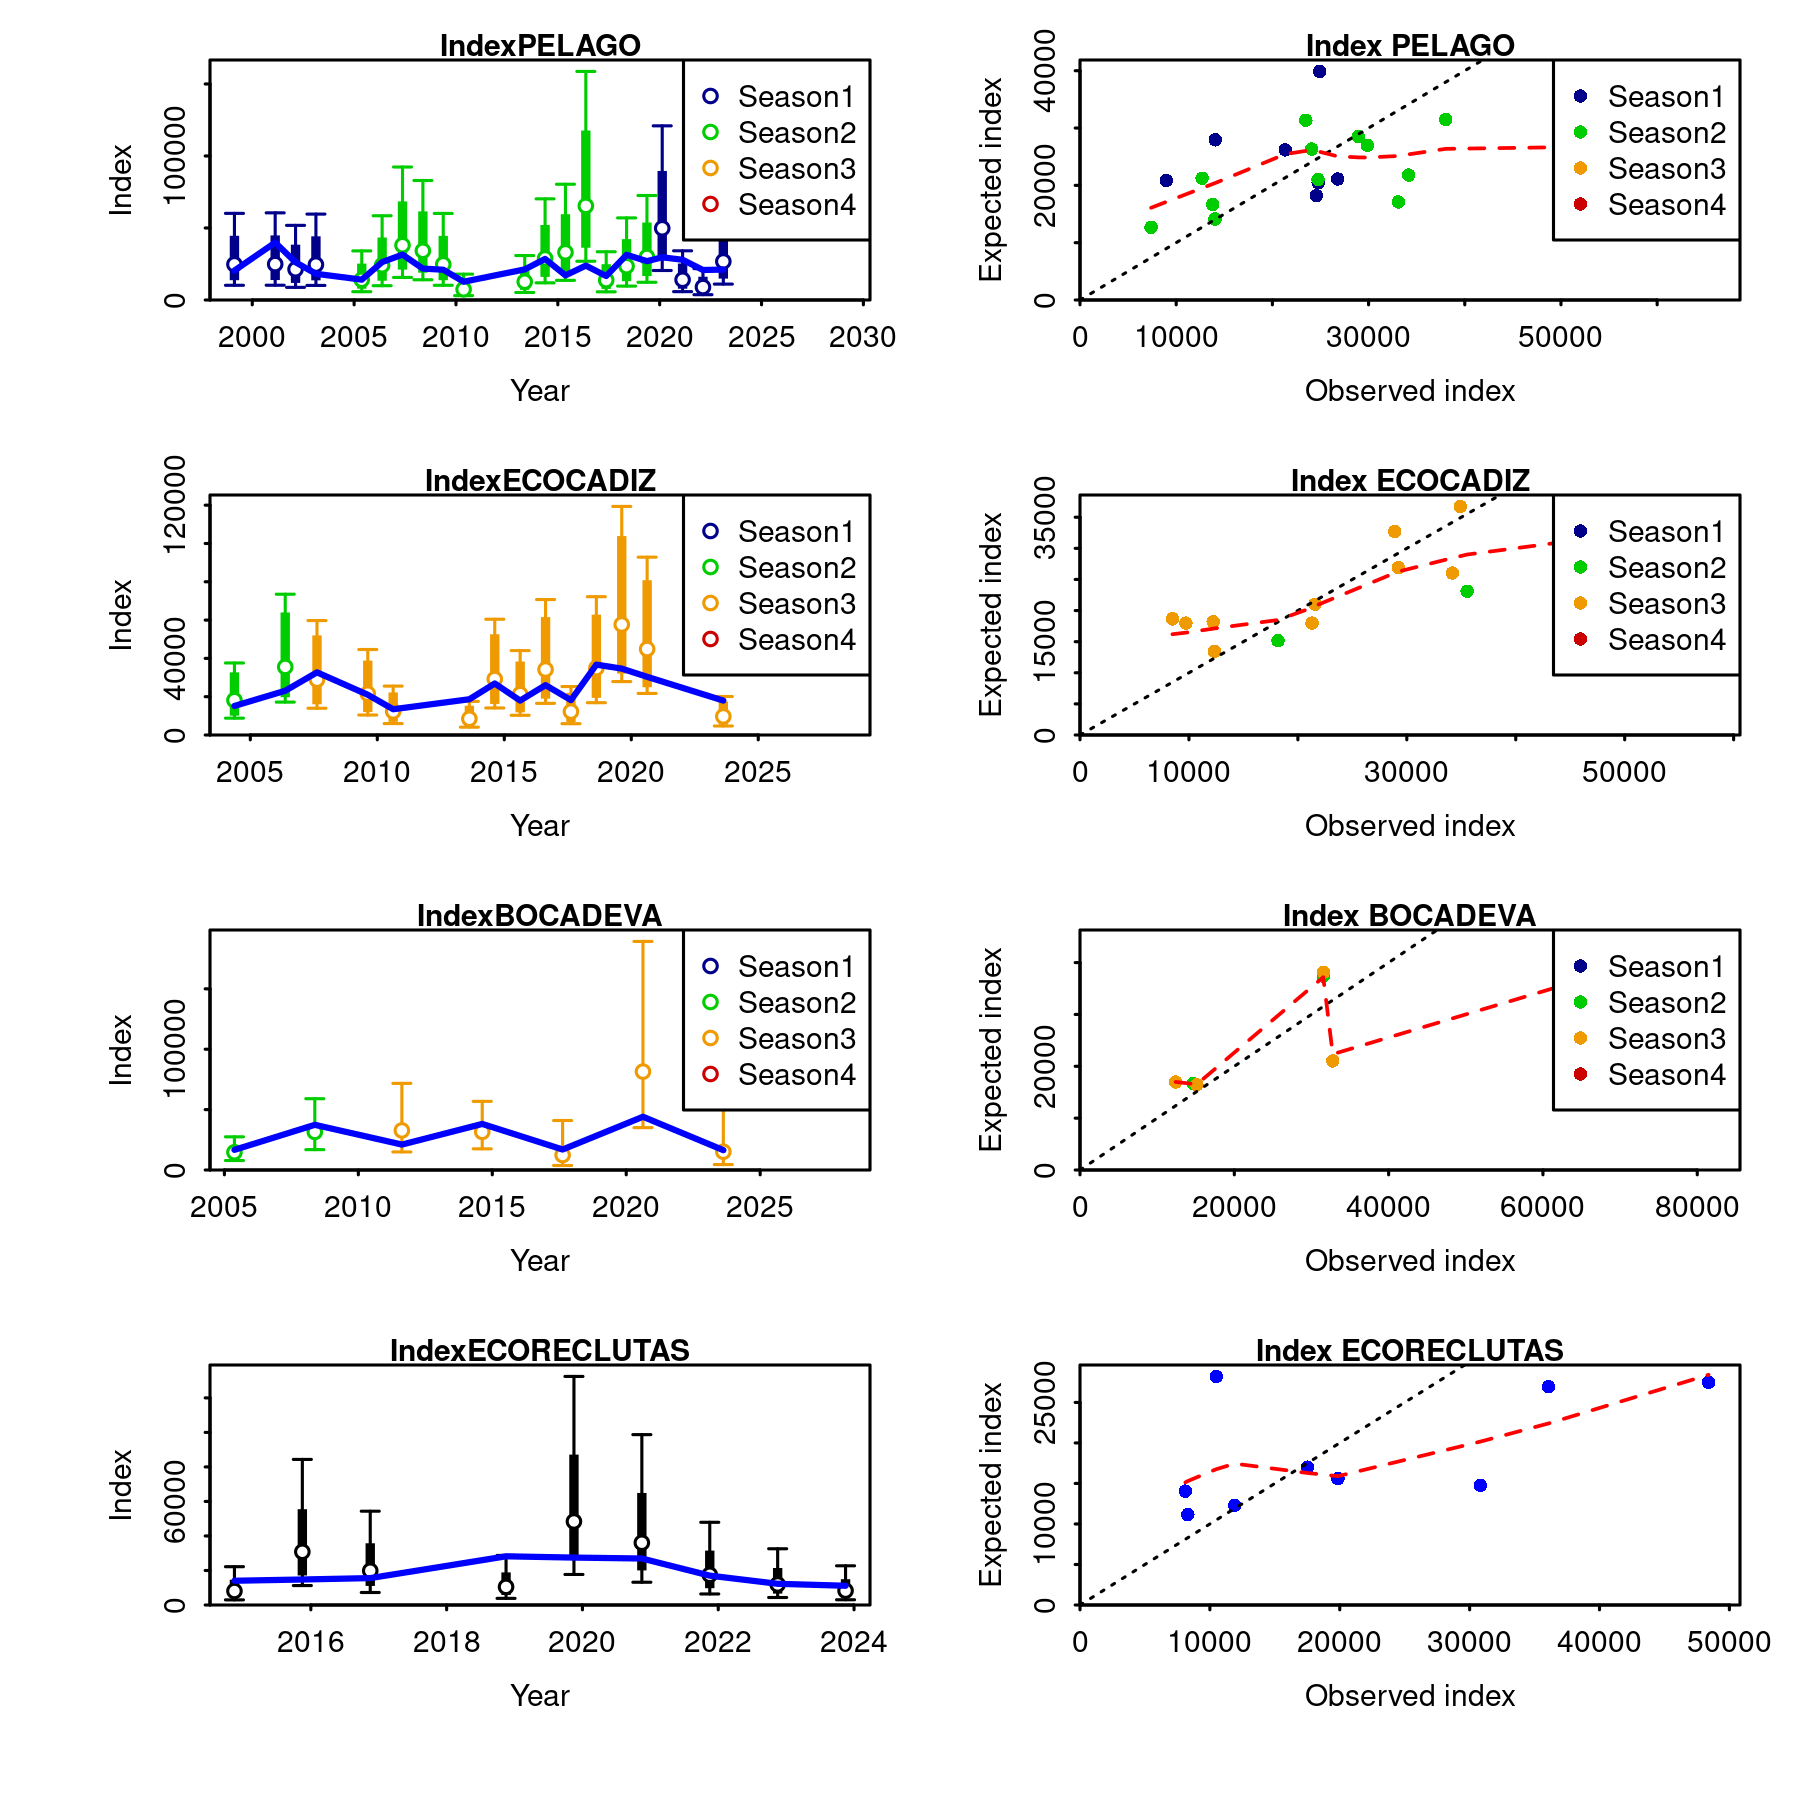 IndexPELAGO
Index
0
100000
Season1
Season2
Season3
Season4
2000 2005 2010 2015 2020 2025 2030
Year
Index PELAGO
Expected index
0 20000 40000
Season1
Season2
Season3
Season4
0 10000 30000 50000
Observed index
IndexECOCADIZ
Index
0 40000 120000
Season1
Season2
Season3
Season4
2005 2010 2015 2020 2025
Year
Index ECOCADIZ
Expected index
0 15000 35000
Season1
Season2
Season3
Season4
0 10000 30000 50000
Observed index
IndexBOCADEVA
Index
0 100000
Season1
Season2
Season3
Season4
2005 2010 2015 2020 2025
Year
Index BOCADEVA
Expected index
0 20000
Season1
Season2
Season3
Season4
0 20000 40000 60000 80000
Observed index
IndexECORECLUTAS
Index
0 60000
2016 2018 2020 2022 2024
Year
Index ECORECLUTAS
Expected index
0 10000 25000
0 10000 20000 30000 40000 50000
Observed index